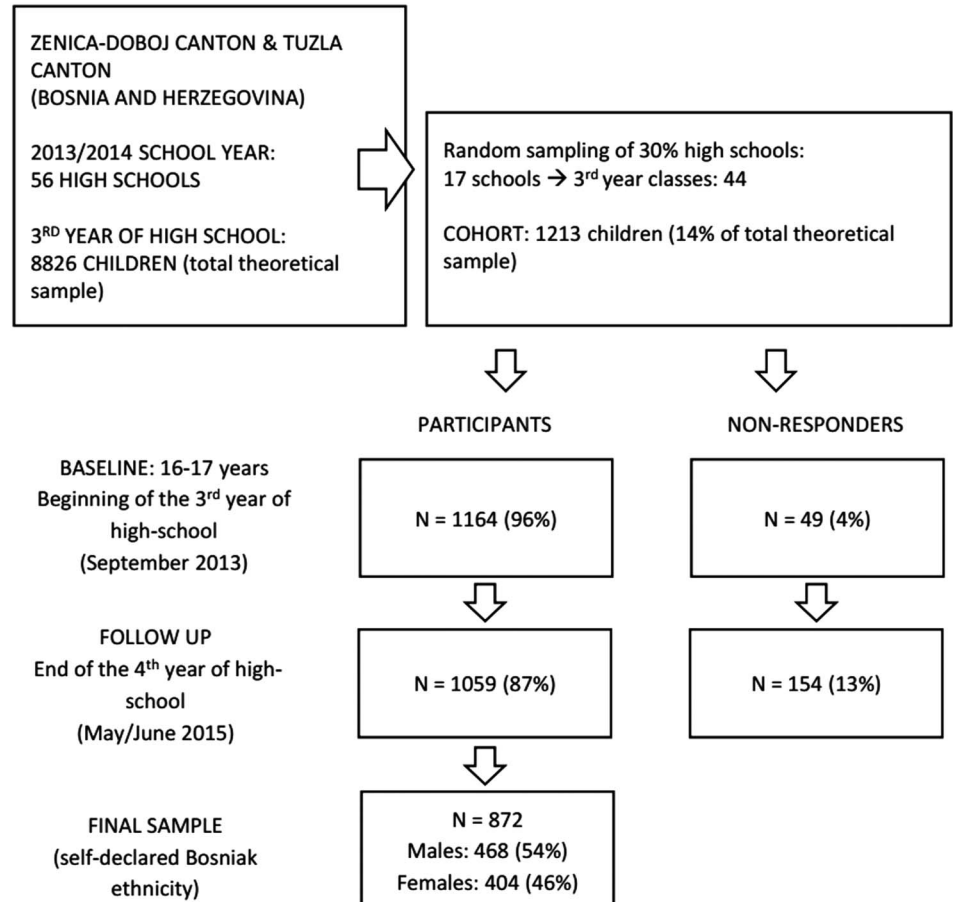 ZENICA-DOBOJ CANTON & TUZLA
CANTON
(BOSNIA AND HERZEGOVINA)
2013/2014 SCHOOL YEAR:
56 HIGH SCHOOLS
3RD YEAR OF HIGH SCHOOL:
8826 CHILDREN (total theoretical
sample)
Random sampling of 30% high schools:
17 schools → 3rd year classes: 44
COHORT: 1213 children (14% of total theoretical
sample)
PARTICIPANTS
NON-RESPONDERS
BASELINE: 16-17 years
Beginning of the 3rd year of
high-school
(September 2013)
N = 1164 (96%)
N = 49 (4%)
FOLLOW UP
End of the 4th year of high-
school
(May/June 2015)
N = 1059 (87%)
N = 154 (13%)
FINAL SAMPLE
(self-declared Bosniak
ethnicity)
N = 872
Males: 468 (54%)
Females: 404 (46%)